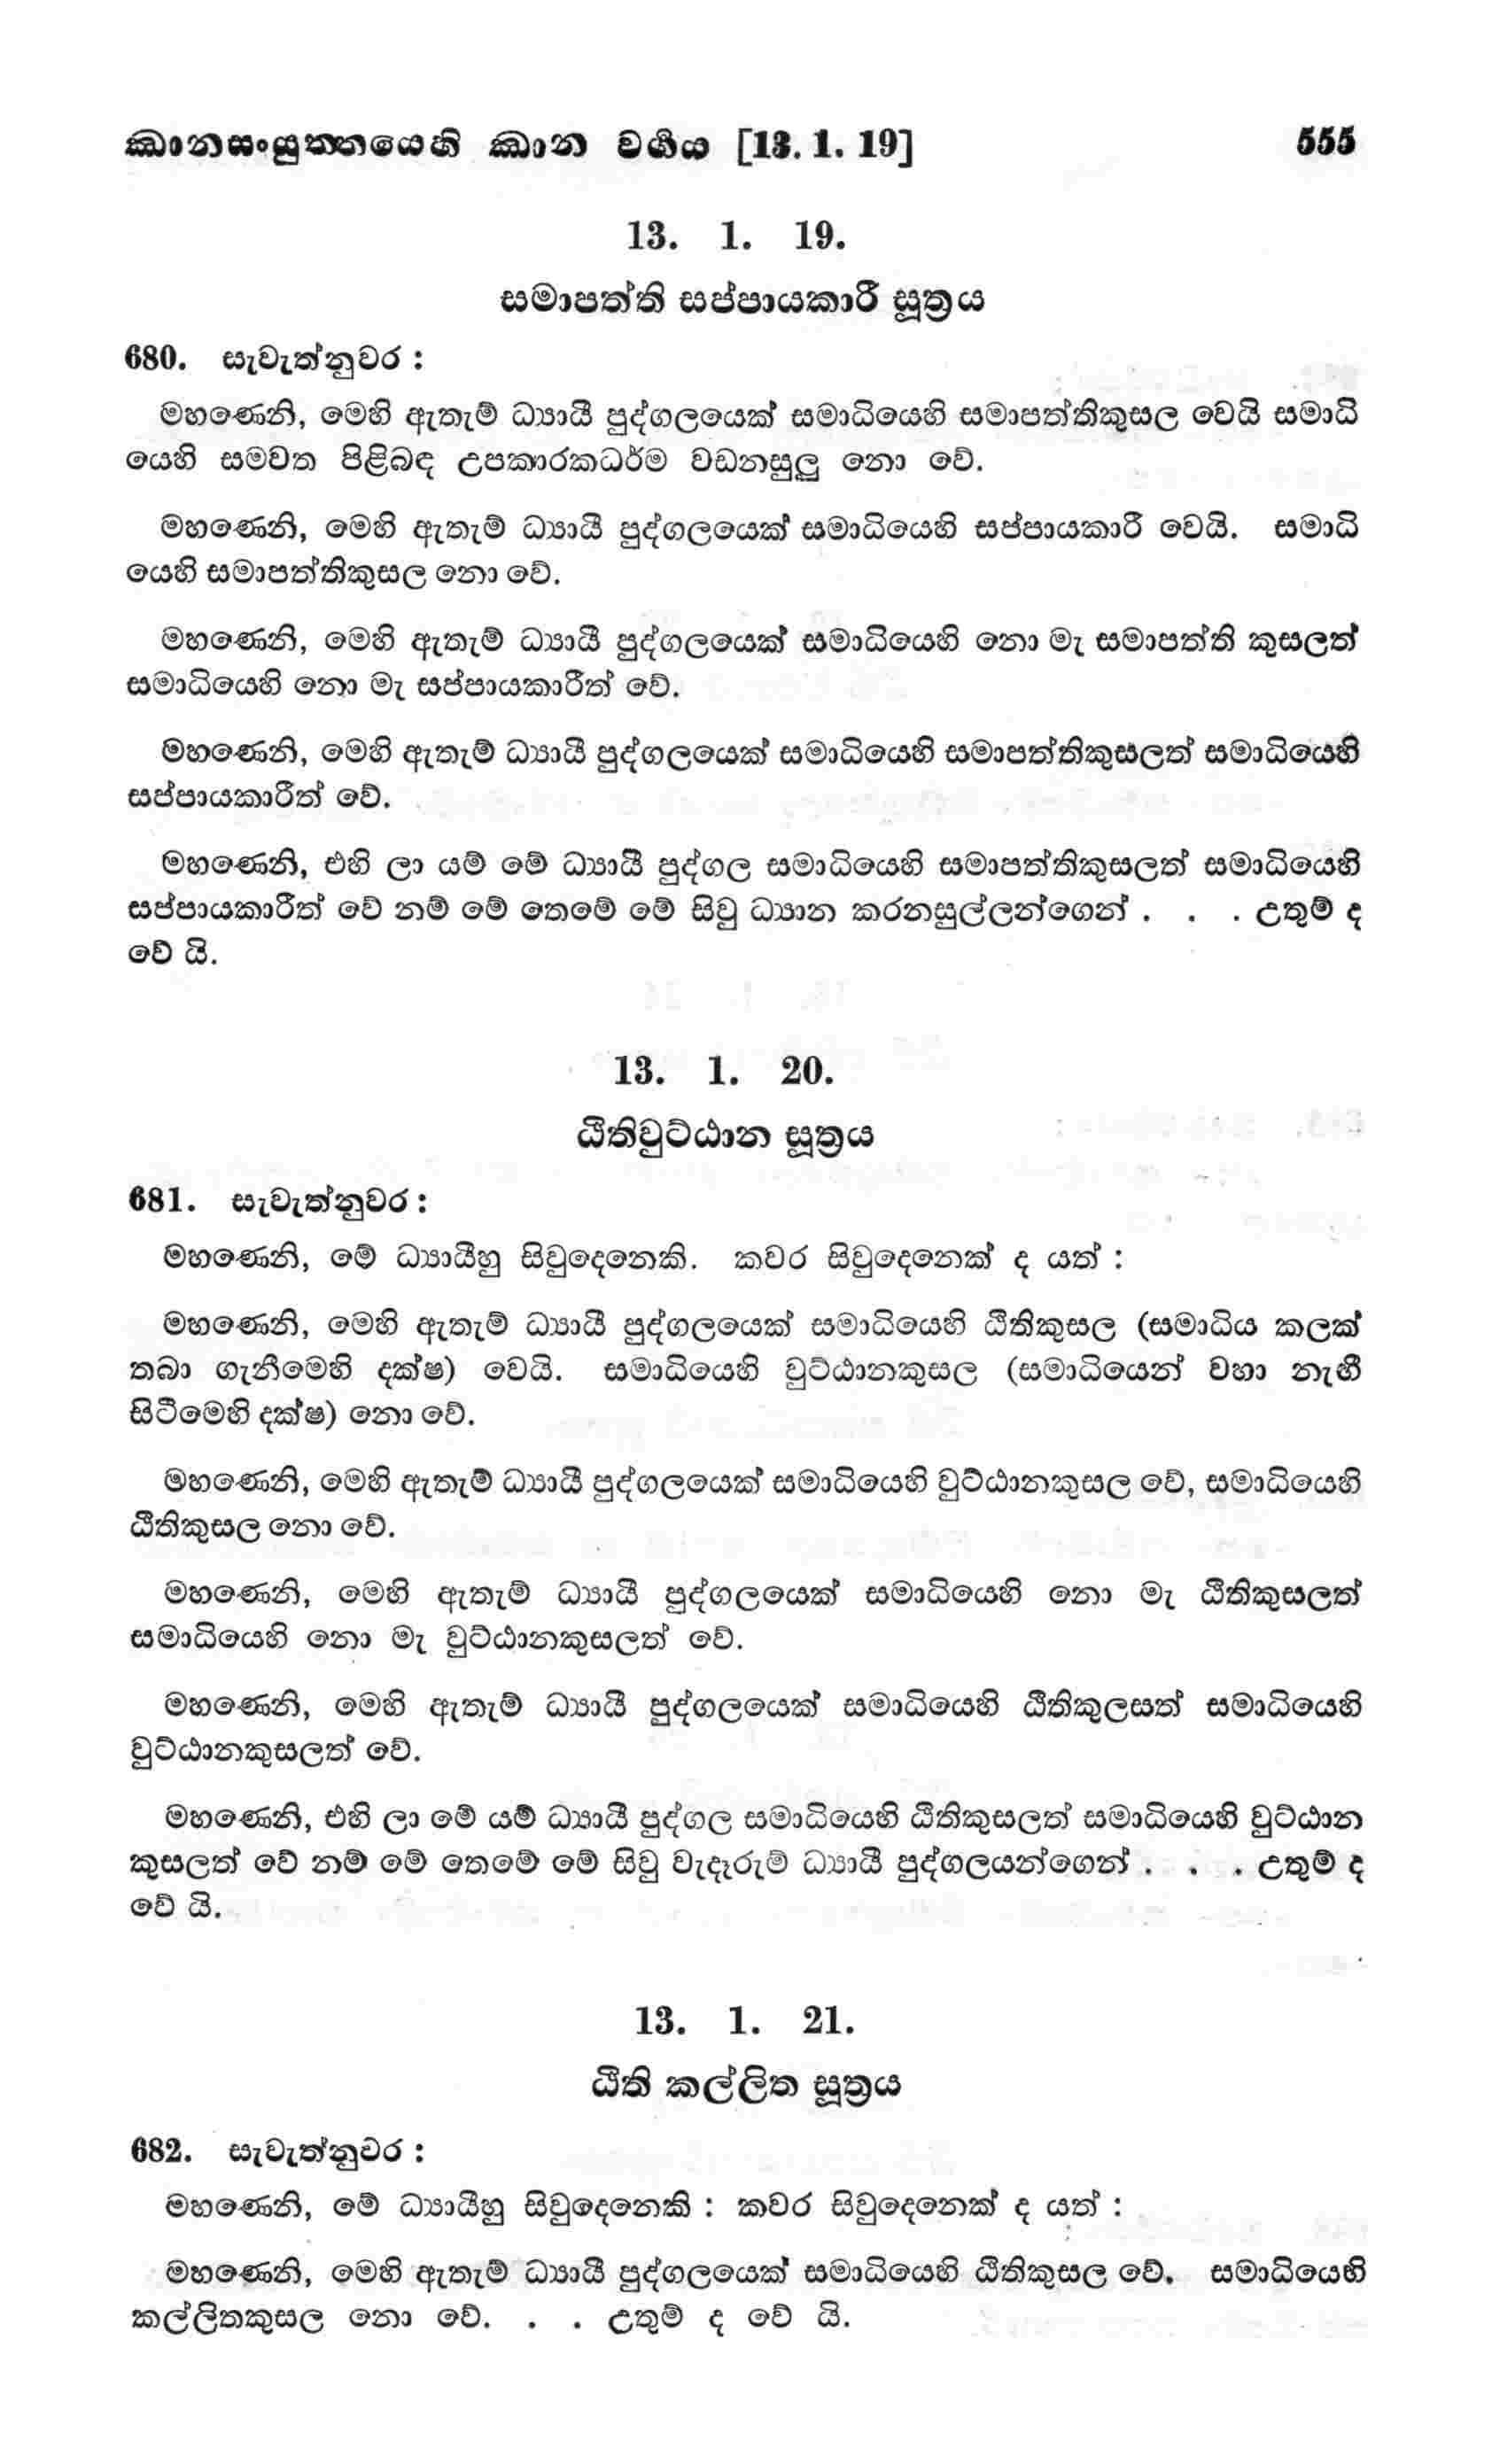 ඣානසංයුත්තයෙහි ඣාන වර්ගය [13. 1. 19] 555
13. 1. 19.
සමාපත්ති සප්පායකාරී සූත්‍රය
680. සැවැත්නුවර :
මහණෙනි, මෙහි ඇතැම් ධ්‍යායී පුද්ගලයෙක් සමාධියෙහි සමාපත්තිකුසල වෙයි සමාධි
යෙහි සමවත පිළිබඳ උපකාරකධර්ම වඩනසුලු නො වේ.
මහණෙනි, මෙහි ඇතැම් ධ්‍යායී පුද්ගලයෙක් සමාධියෙහි සප්පායකාරී වෙයි. සමාධි
යෙහි සමාපත්තිකුසල නො වේ.
මහණෙනි, මෙහි ඇතැම් ධ්‍යායී පුද්ගලයෙක් සමාධියෙහි නො මැ සමාපත්ති කුසලත්
සමාධියෙහි නො මැ සප්පායකාරීත් වේ.
මහණෙනි, මෙහි ඇතැම් ධ්‍යායී පුද්ගලයෙක් සමාධියෙහි සමාපත්තිකුසලත් සමාධියෙහි
සප්පායකාරීත් වේ.
මහණෙනි, එහි ලා යම් මේ ධ්‍යායී පුද්ගල සමාධියෙහි සමාපත්තිකුසලත් සමාධියෙහි
සප්පායකාරීත් වේ නම් මේ තෙමේ මේ සිවු ධ්‍යාන කරනසුල්ලන්ගෙන් . . . උතුම් ද
වේ යි.
13. 1. 20.
ඨිතිවුට්ඨාන සූත්‍රය
681. සැවැත්නුවර :
මහණෙනි, මේ ධ්‍යායීහු සිවුදෙනෙකි. කවර සිවුදෙනෙක් ද යත් :
මහණෙනි, මෙහි ඇතැම් ධ්‍යායී පුද්ගලයෙක් සමාධියෙහි ඨිතිකුසල (සමාධිය කලක්
තබා ගැනීමෙහි දක්ෂ) වෙයි. සමාධියෙහි වුට්ඨානකුසල (සමාධියෙන් වහා නැඟී
සිටීමෙහි දක්ෂ) නො වේ.
මහණෙනි, මෙහි ඇතැම් ධ්‍යායී පුද්ගලයෙක් සමාධියෙහි වුට්ඨානකුසල වේ, සමාධියෙහි
ඨිතිකුසල නො වේ.
මහණෙනි, මෙහි ඇතැම් ධ්‍යායී පුද්ගලයෙක් සමාධියෙහි නො මැ ඨිතිකුසලත්
සමාධියෙහි නො මැ වුට්ඨානකුසලත් වේ.
මහණෙනි, මෙහි ඇතැම් ධ්‍යායී පුද්ගලයෙක් සමාධියෙහි ඨිතිකුලසත් සමාධියෙහි
වුට්ඨානකුසලත් වේ.
මහණෙනි, එහි ලා මේ යම් ධ්‍යායී පුද්ගල සමාධියෙහි ඨිතිකුසලත් සමාධියෙහි වුට්ඨාන
කුසලත් වේ නම් මේ තෙමේ මේ සිවු වැදෑරුම් ධ්‍යායී පුද්ගලයන්ගෙන් . . . උතුම් ද
වේ යි.
13. 1. 21.
ඨිති කල්ලිත සූත්‍රය
682. සැවැත්නුවර :
මහණෙනි, මේ ධ්‍යායීහු සිවුදෙනෙකි : කවර සිවුදෙනෙක් ද යත් :
මහණෙනි, මෙහි ඇතැම් ධ්‍යායී පුද්ගලයෙක් සමාධියෙහි ඨිතිකුසල වේ. සමාධියෙහි
කල්ලිතකුසල නො වේ. . . උතුම් ද වේ යි.